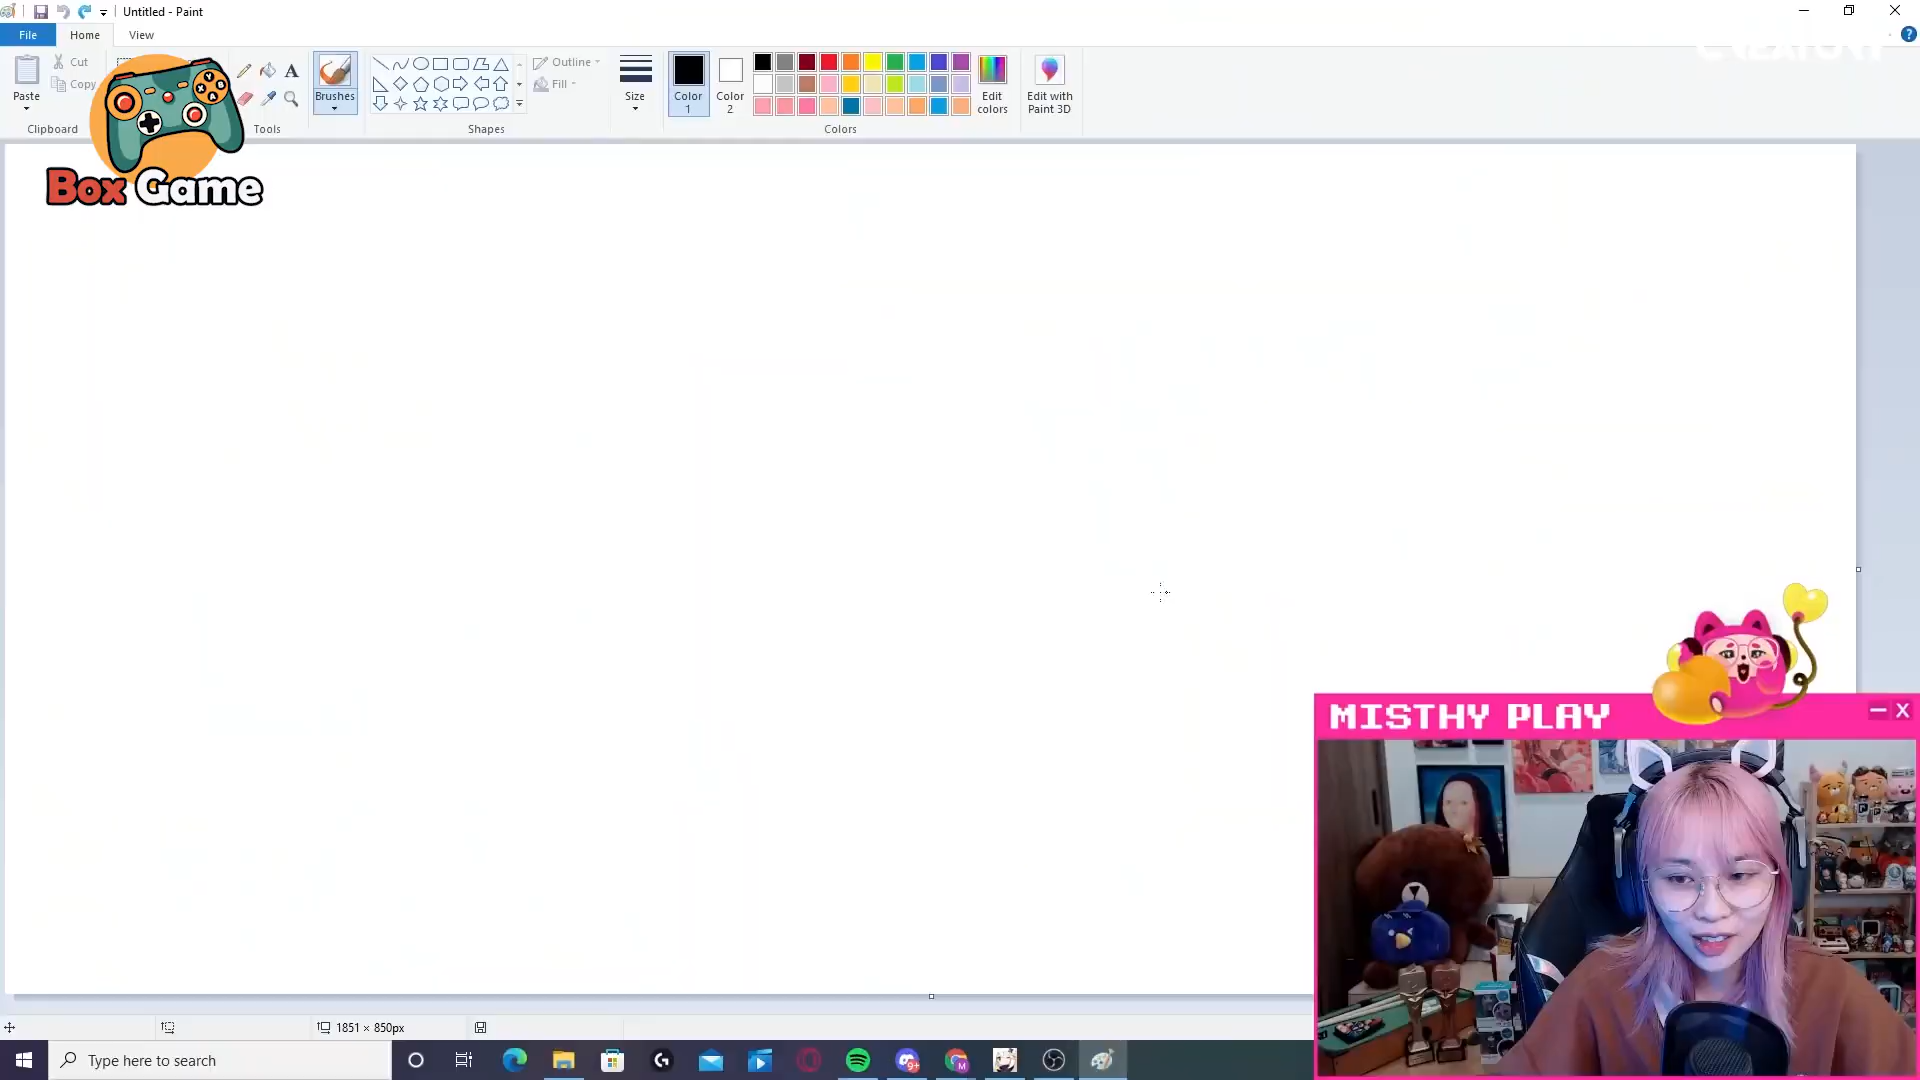 Untitled - Paint
File Home View
Paste
Cut
Copy
Clipboard
Tools
Brushes
Shapes
Outline
Fill
Size
Color 1
Color 2
Edit colors
Edit with Paint 3D
Colors
Box Game
MISTHY PLAY
1851 × 850px
Type here to search
9+